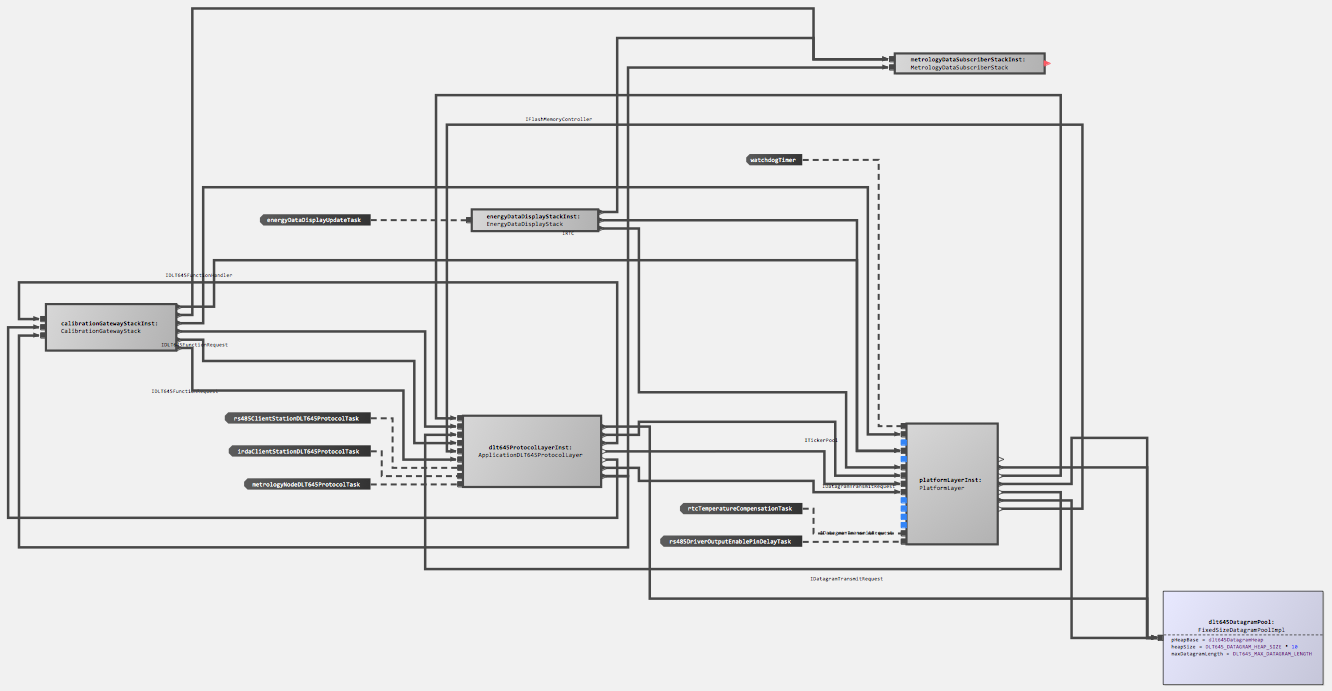 metrologyDataSubscriberStackInst:
MetrologyDataSubscriberStack
IFlashMemoryController
watchdogTimer
energyDataDisplayUpdateTask
energyDataDisplayStackInst:
EnergyDataDisplayStack
IRTC
IDLT645FunctionHandler
calibrationGatewayStackInst:
CalibrationGatewayStack
IDLT645FunctionRequest
IDLT645FunctionRequest
rs485ClientStationDLT645ProtocolTask
irdaClientStationDLT645ProtocolTask
metrologyNodeDLT645ProtocolTask
dlt645ProtocolLayerInst:
ApplicationDLT645ProtocolLayer
ITickerPool
IDatagramTransmitRequest
platformLayerInst:
PlatformLayer
rtcTemperatureCompensationTask
rs485DriverOutputEnablePinDelayTask
IDatagramTransmitRequest
dlt645DatagramPool:
FixedSizeDatagramPoolImpl
pHeapBase = dlt645DatagramHeap
heapSize = DLT645_DATAGRAM_HEAP_SIZE * 10
maxDatagramLength = DLT645_MAX_DATAGRAM_LENGTH